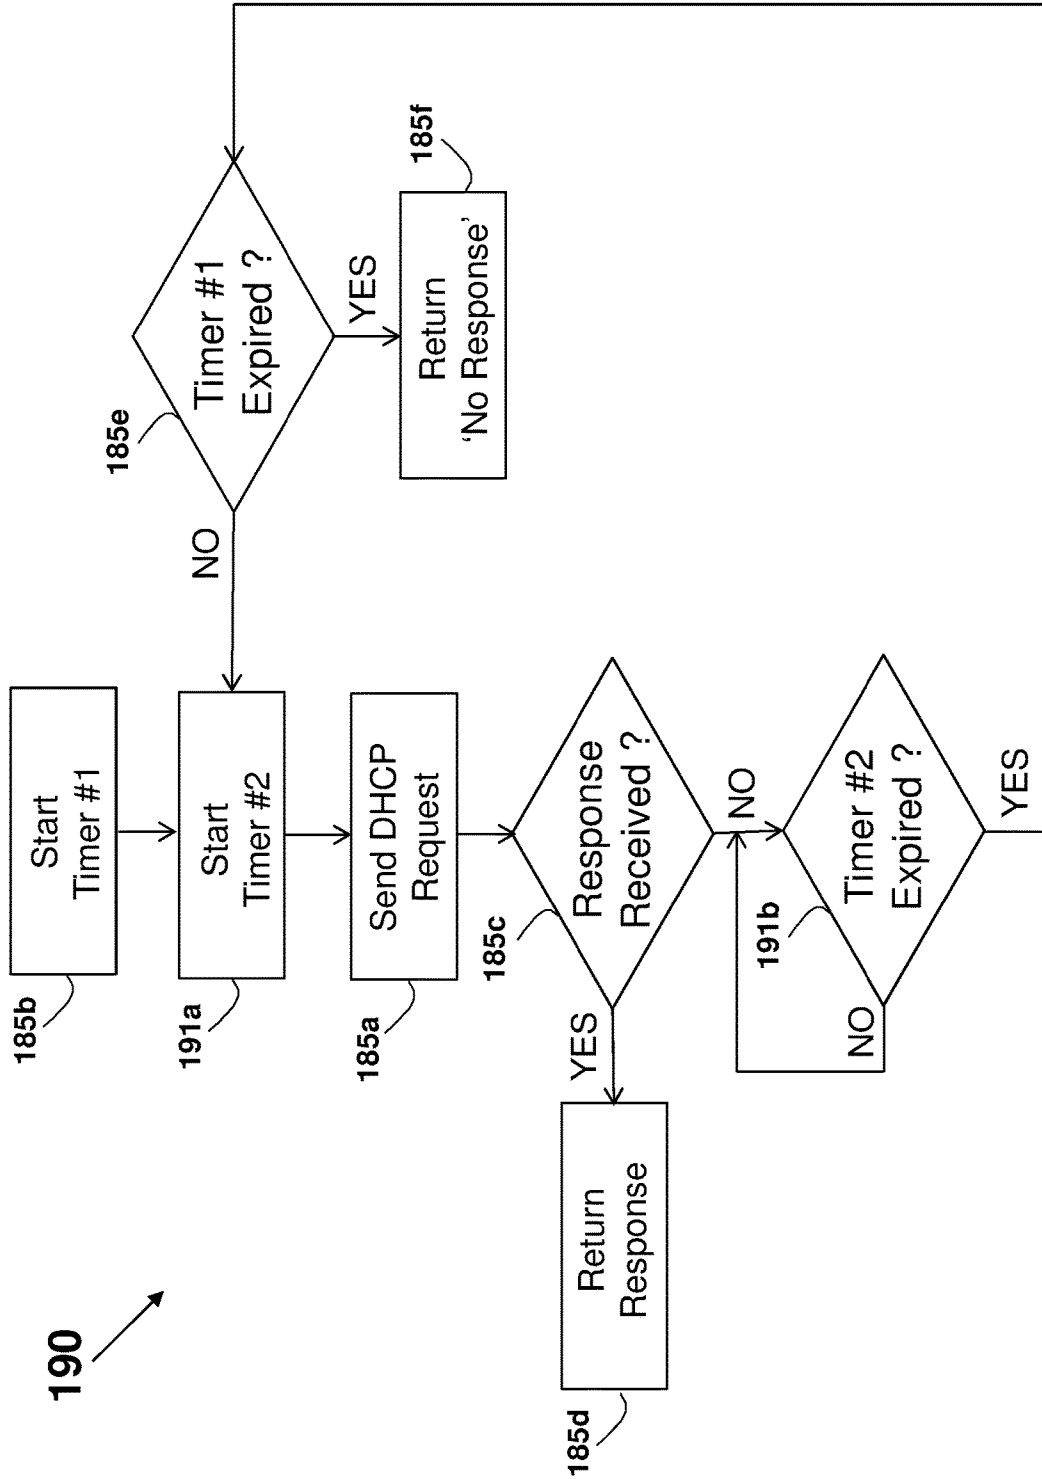 190
185b
Start
Timer #1
191a
Start
Timer #2
185a
Send DHCP
Request
185c
Response
Received ?
YES
185d
Return
Response
NO
191b
Timer #2
Expired ?
NO
YES
185e
Timer #1
Expired ?
NO
YES
185f
Return
‘No Response’